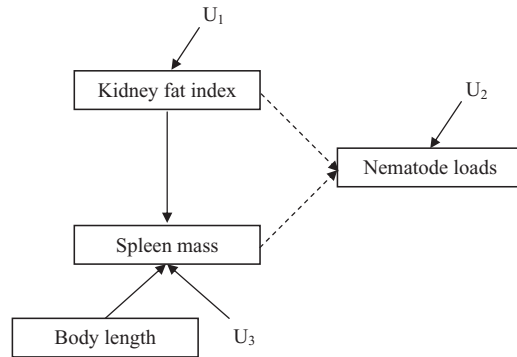 U₁
Kidney fat index
U₂
Nematode loads
Spleen mass
Body length
U₃